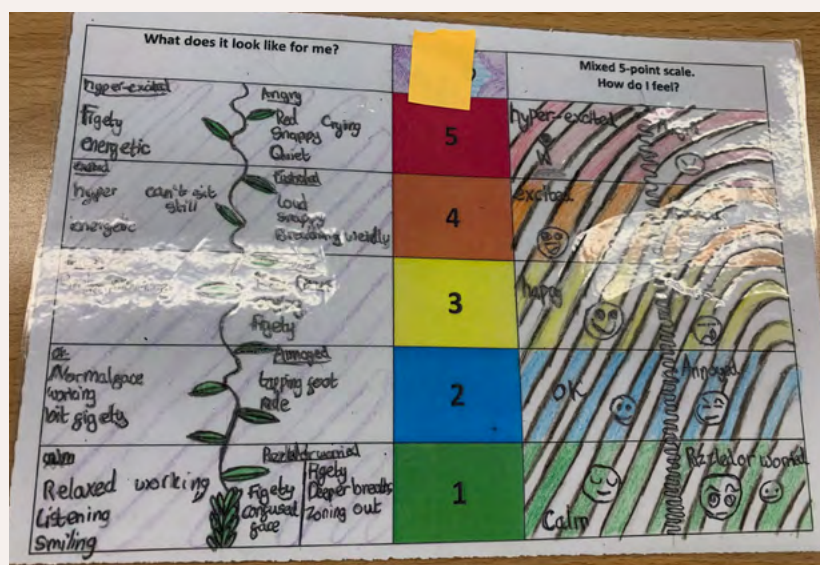 What does it look like for me?
Mixed 5-point scale.
How do I feel?
hyper-excited
Figety
energetic
Angry
Red Crying
Snappy
Quiet
5
hyper-excited
excited
hyper
can't sit
still
energetic
loud
snappy
Breathing weirdly
4
excited
figety
3
happy
OK
Normal pace
working
bit figety
Annoyed
tapping foot
Rude
2
OK
Annoyed
calm
Relaxed working
Listening
Smiling
Puzzled or worried
Figety
confused
face
Figety
Deeper breaths
Zoning out
1
Calm
Puzzled or worried